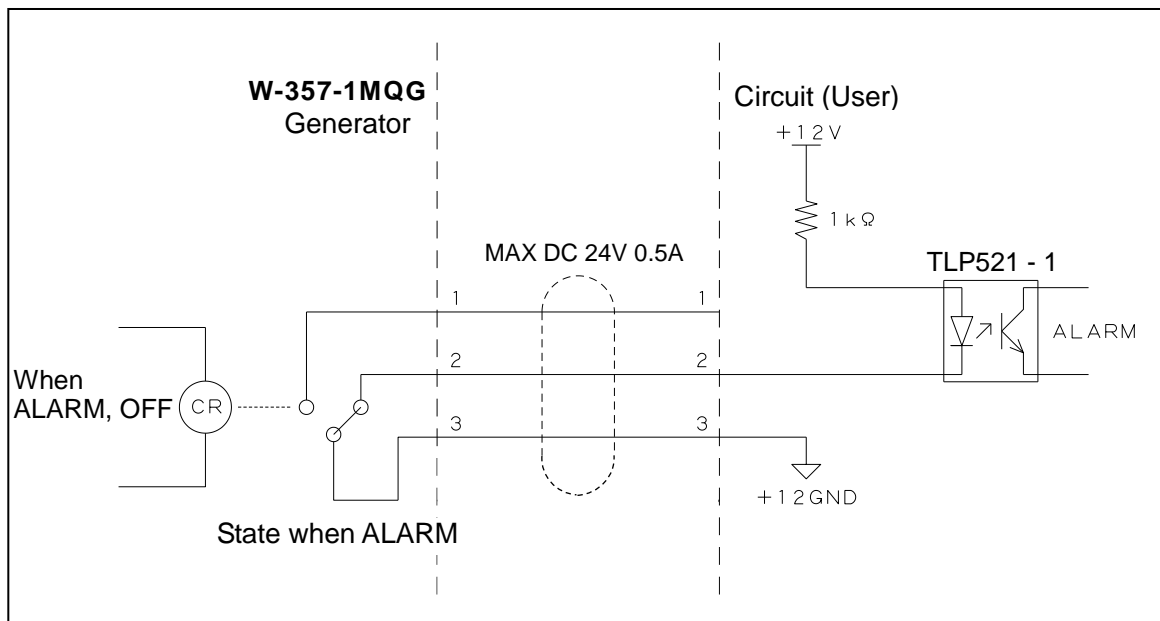 W-357-1MQG
Generator
Circuit (User)
+12V
1kΩ
MAX DC 24V 0.5A
TLP521 - 1
1
1
ALARM
2
2
When
ALARM, OFF
CR
3
3
+12GND
State when ALARM